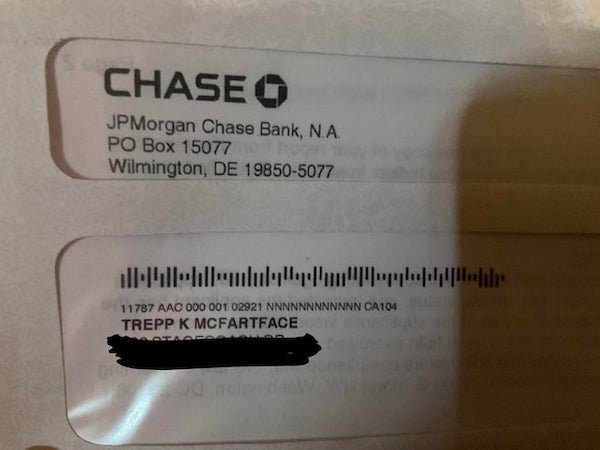 CHASE
JPMorgan Chase Bank, N.A.
PO Box 15077
Wilmington, DE 19850-5077
11787 AAC 000 001 02921 NNNNNNNNNNNN CA104
TREPP K MCFARTFACE